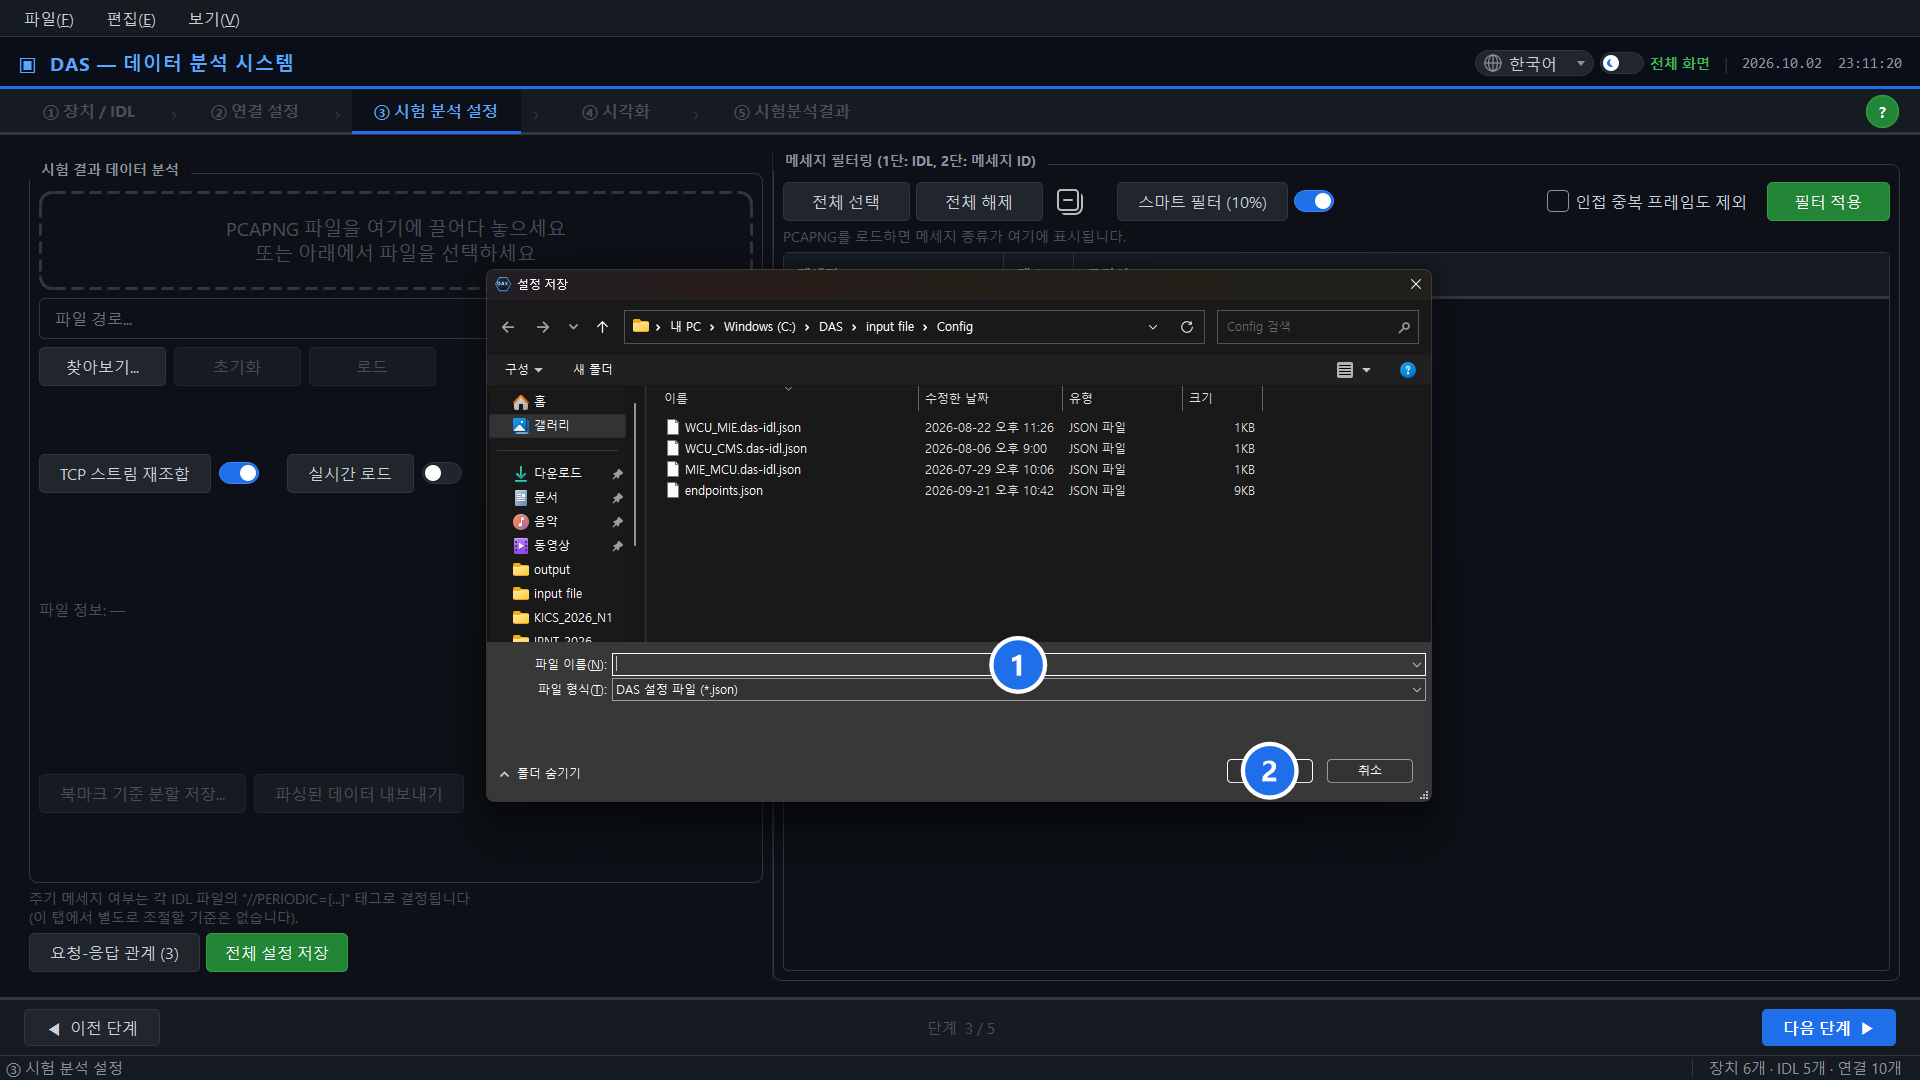 파일(F) 편집(E) 보기(V)
DAS — 데이터 분석 시스템
한국어 전체 화면 | 2026.10.02 23:11:20
① 장치 / IDL › ② 연결 설정 › ③ 시험 분석 설정 › ④ 시각화 › ⑤ 시험분석결과 ?
시험 결과 데이터 분석
PCAPNG 파일을 여기에 끌어다 놓으세요
또는 아래에서 파일을 선택하세요
파일 경로...
찾아보기... 초기화 로드
TCP 스트림 재조합 실시간 로드
파일 정보: —
북마크 기준 분할 저장... 파싱된 데이터 내보내기
주기 메세지 여부는 각 IDL 파일의 "//PERIODIC=[...]" 태그로 결정됩니다
(이 탭에서 별도로 조절할 기준은 없습니다).
요청-응답 관계 (3) 전체 설정 저장
메세지 필터링 (1단: IDL, 2단: 메세지 ID)
전체 선택 전체 해제 스마트 필터 (10%) 인접 중복 프레임도 제외 필터 적용
PCAPNG를 로드하면 메세지 종류가 여기에 표시됩니다.
DAS 설정 저장
내 PC › Windows (C:) › DAS › input file › Config
Config 검색
구성 새 폴더 ?
홈
갤러리
다운로드
문서
음악
동영상
output
input file
KICS_2026_N1
IPNT_2026
이름 수정한 날짜 유형 크기
WCU_MIE.das-idl.json 2026-08-22 오후 11:26 JSON 파일 1KB
WCU_CMS.das-idl.json 2026-08-06 오후 9:00 JSON 파일 1KB
MIE_MCU.das-idl.json 2026-07-29 오후 10:06 JSON 파일 1KB
endpoints.json 2026-09-21 오후 10:42 JSON 파일 9KB
파일 이름(N): 1
파일 형식(T): DAS 설정 파일 (*.json)
폴더 숨기기 2 취소
◀ 이전 단계 단계 3 / 5 다음 단계 ▶
③ 시험 분석 설정 장치 6개 · IDL 5개 · 연결 10개